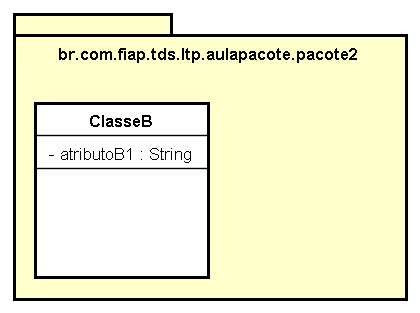 br.com.fiap.tds.ltp.aulapacote.pacote2
ClasseB
- atributoB1 : String